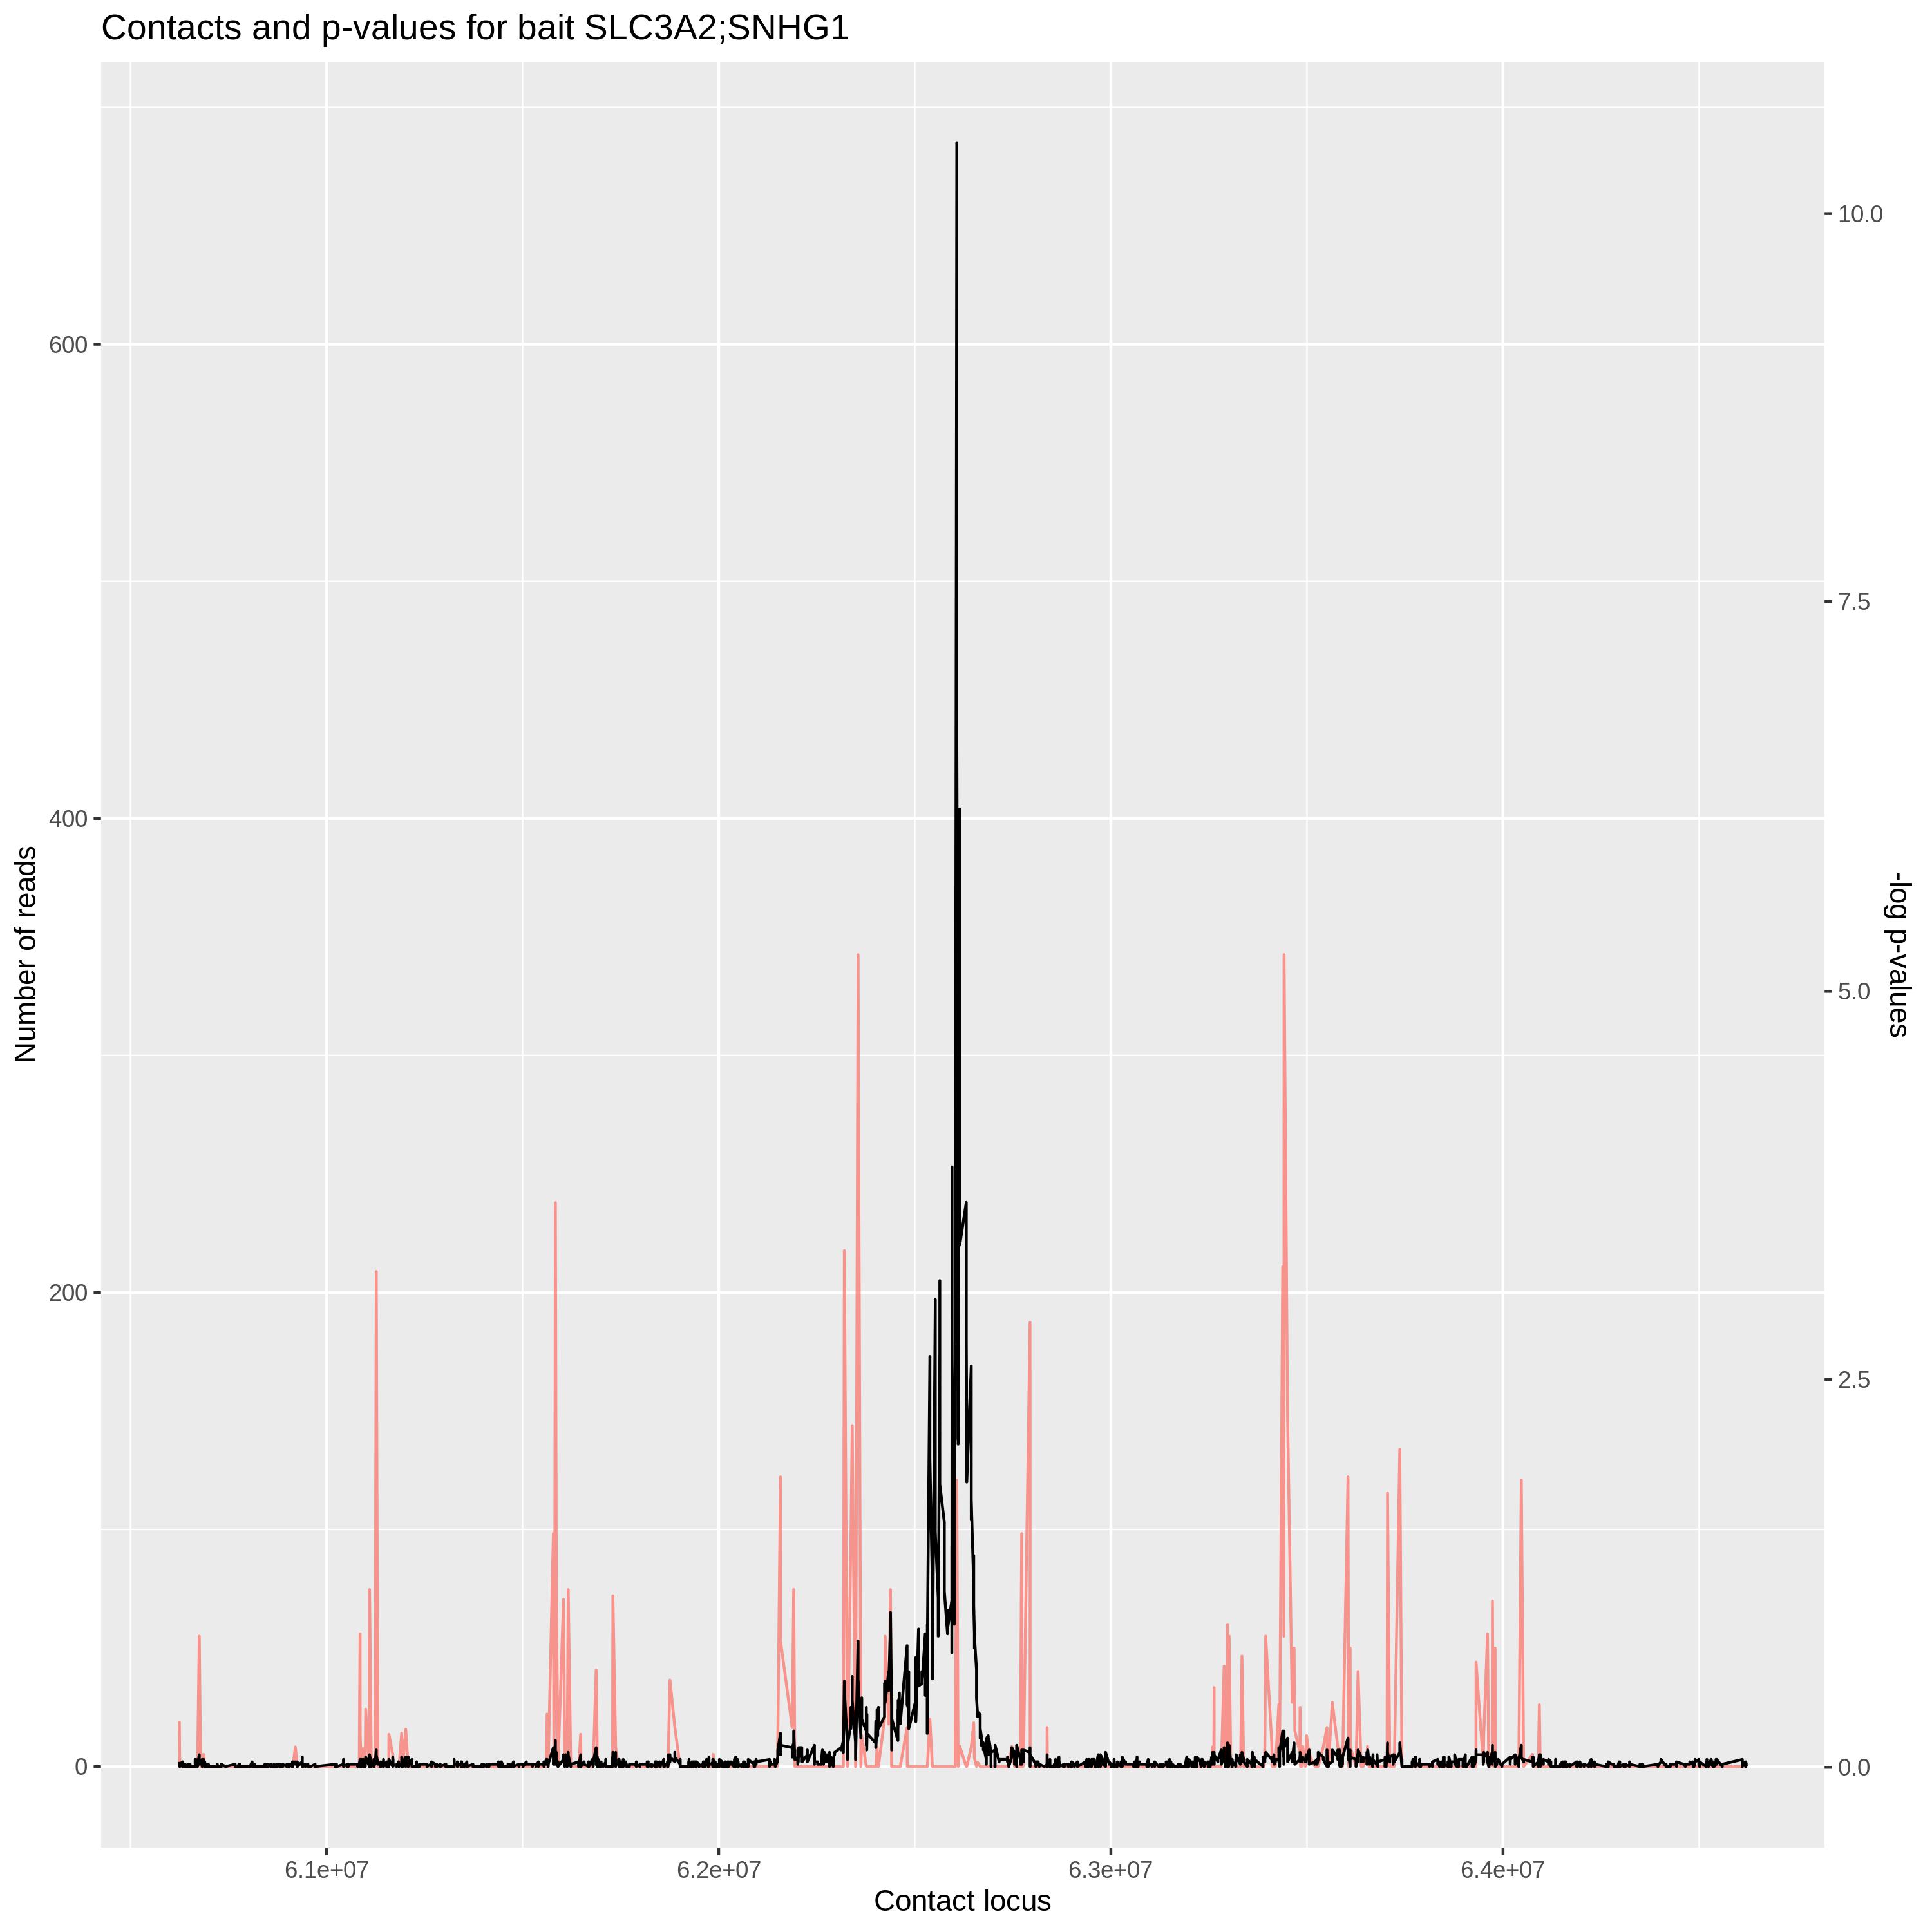 Contacts and p-values for bait SLC3A2;SNHG1
Number of reads
600
400
200
0
10.0
7.5
5.0
2.5
0.0
-log p-values
6.1e+07
6.2e+07
6.3e+07
6.4e+07
Contact locus